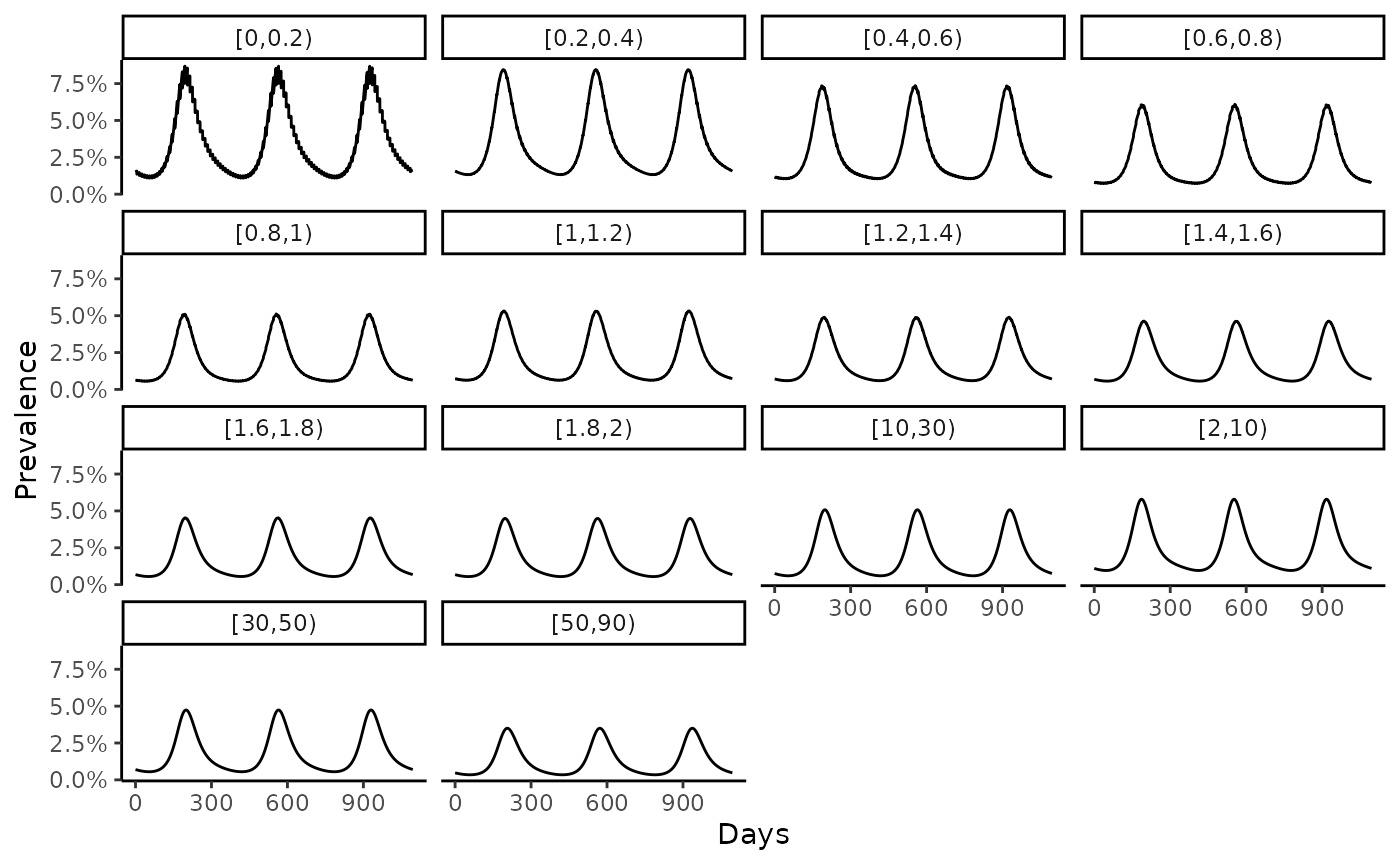 [0,0.2) [0.2,0.4) [0.4,0.6) [0.6,0.8)
7.5%
5.0%
2.5%
0.0%
[0.8,1) [1,1.2) [1.2,1.4) [1.4,1.6)
7.5%
5.0%
2.5%
0.0%
Prevalence
[1.6,1.8) [1.8,2) [10,30) [2,10)
7.5%
5.0%
2.5%
0.0%
0 300 600 900 0 300 600 900
[30,50) [50,90)
7.5%
5.0%
2.5%
0.0%
0 300 600 900 0 300 600 900
Days